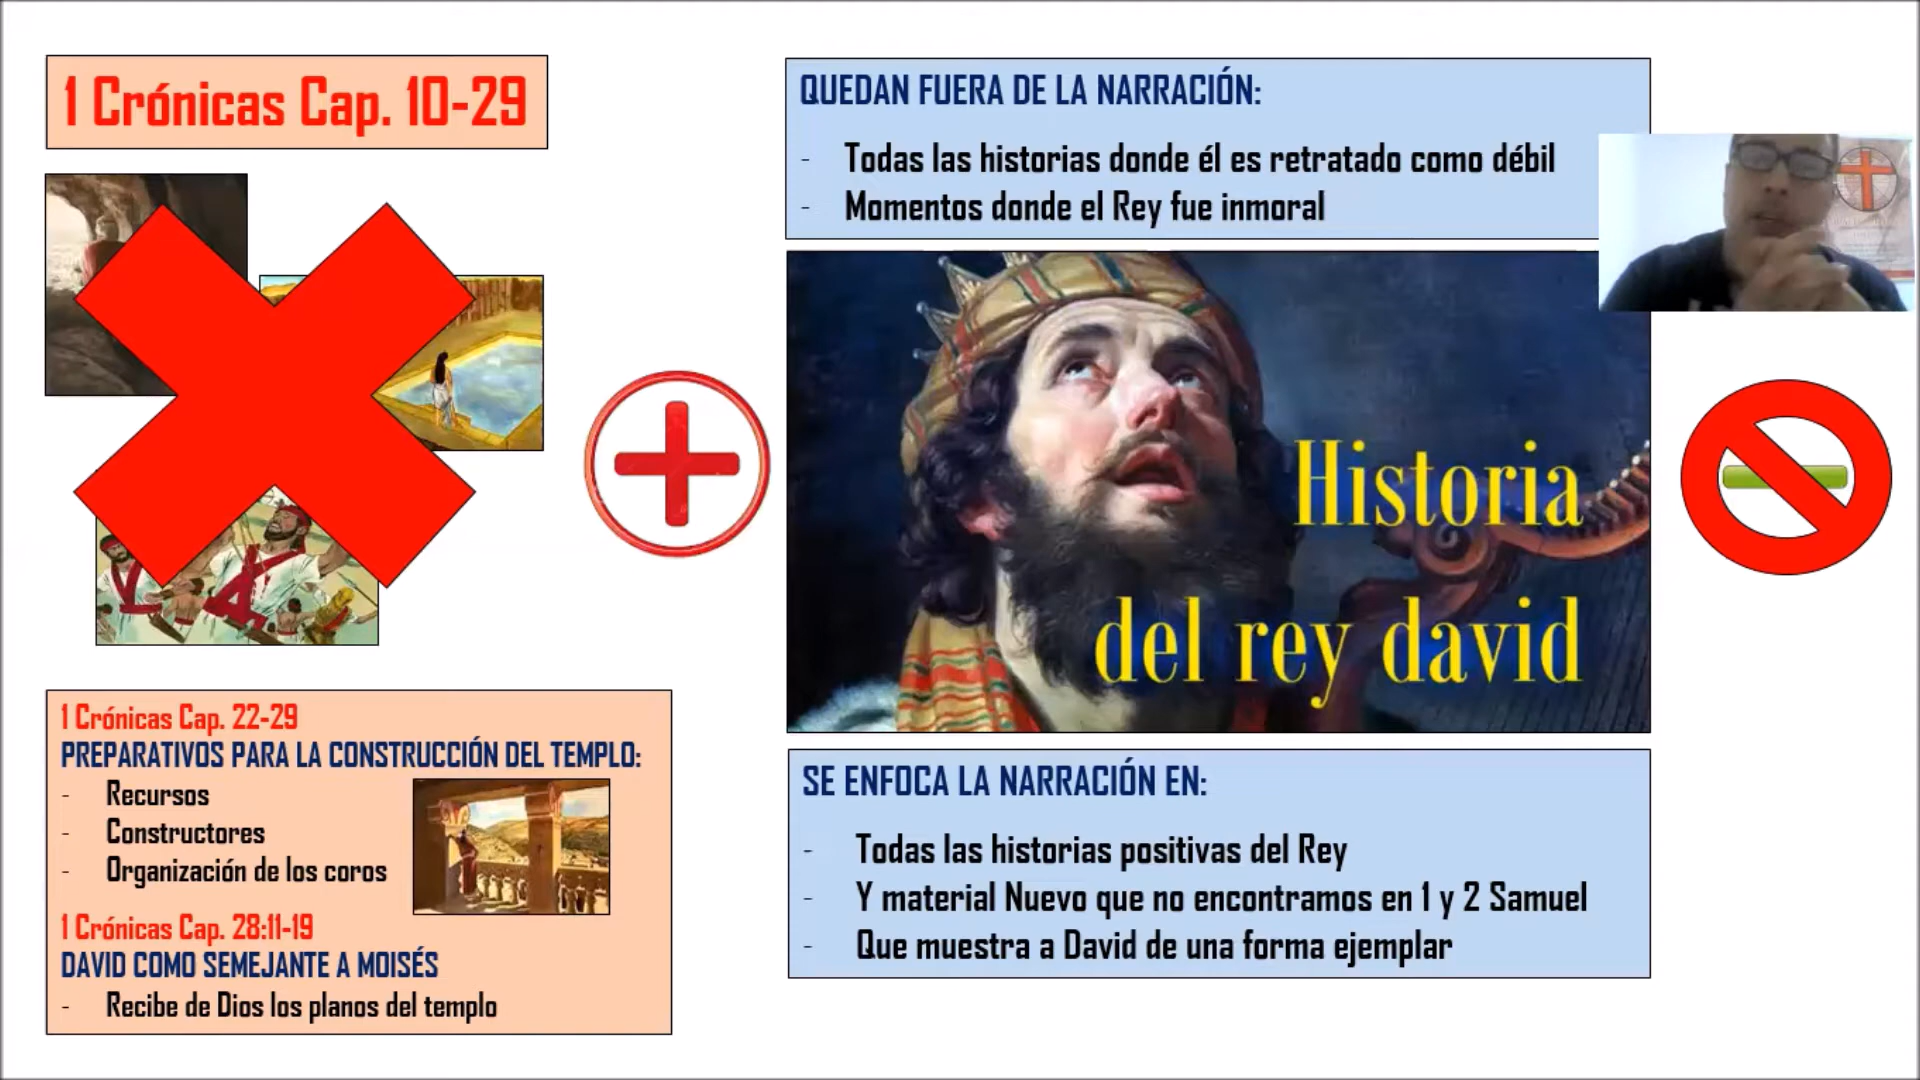 1 Crónicas Cap. 10-29
QUEDAN FUERA DE LA NARRACIÓN:
- Todas las historias donde él es retratado como débil
- Momentos donde el Rey fue inmoral
Historia
del rey david
1 Crónicas Cap. 22-29
PREPARATIVOS PARA LA CONSTRUCCIÓN DEL TEMPLO:
- Recursos
- Constructores
- Organización de los coros
1 Crónicas Cap. 28:11-19
DAVID COMO SEMEJANTE A MOISÉS
- Recibe de Dios los planos del templo
SE ENFOCA LA NARRACIÓN EN:
- Todas las historias positivas del Rey
- Y material Nuevo que no encontramos en 1 y 2 Samuel
- Que muestra a David de una forma ejemplar